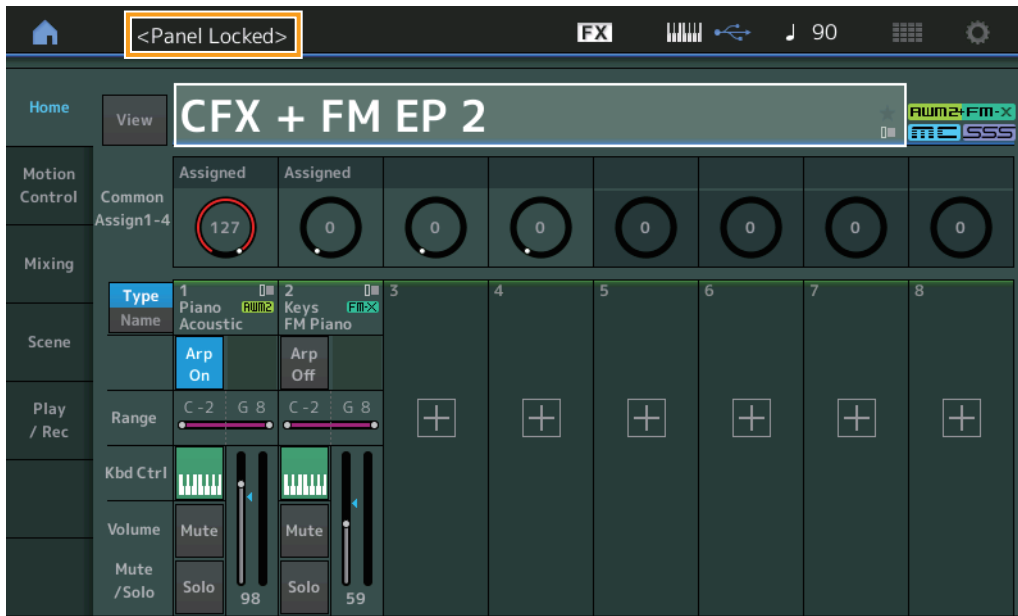 <Panel Locked>
FX
90
Home
View
CFX + FM EP 2
AWM2+FM-X
MC SSS
Motion
Control
Common
Assign1-4
Assigned
Assigned
127
0
0
0
0
0
0
0
Mixing
Type
Name
1
Piano
AWM2
Acoustic
2
Keys
FM-X
FM Piano
3
4
5
6
7
8
Scene
Arp
On
Arp
Off
Play
/ Rec
Range
C -2 G 8
C -2 G 8
Kbd Ctrl
Volume
Mute
Mute
Mute
/Solo
Solo
98
Solo
59